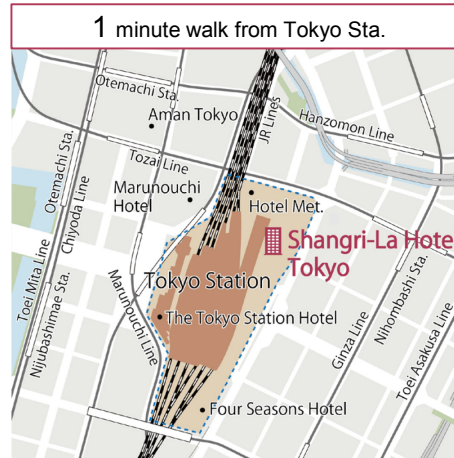 1 minute walk from Tokyo Sta.
Otemachi Sta.
Aman Tokyo
JR Lines
Hanzomon Line
Tozai Line
Otemachi Sta.
Chiyoda Line
Marunouchi
Hotel
Hotel Met.
Shangri-La Hote
Tokyo
Toei Mita Line
Nijubashimae Sta.
Marunouchi Line
Tokyo Station
The Tokyo Station Hotel
Ginza Line
Nihombashi Sta.
Toei Asakusa Line
Four Seasons Hotel